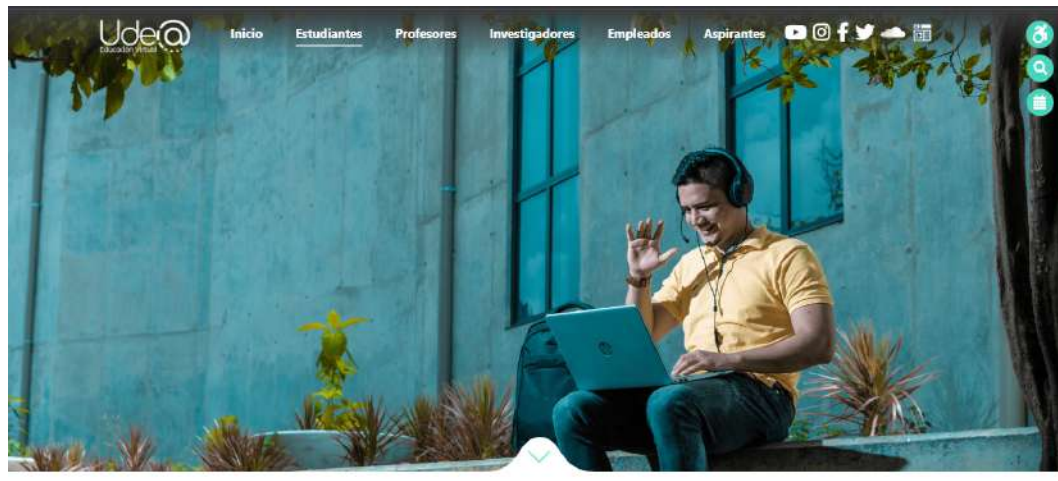 Ude@
Educación Virtual
Inicio Estudiantes Profesores Investigadores Empleados Aspirantes